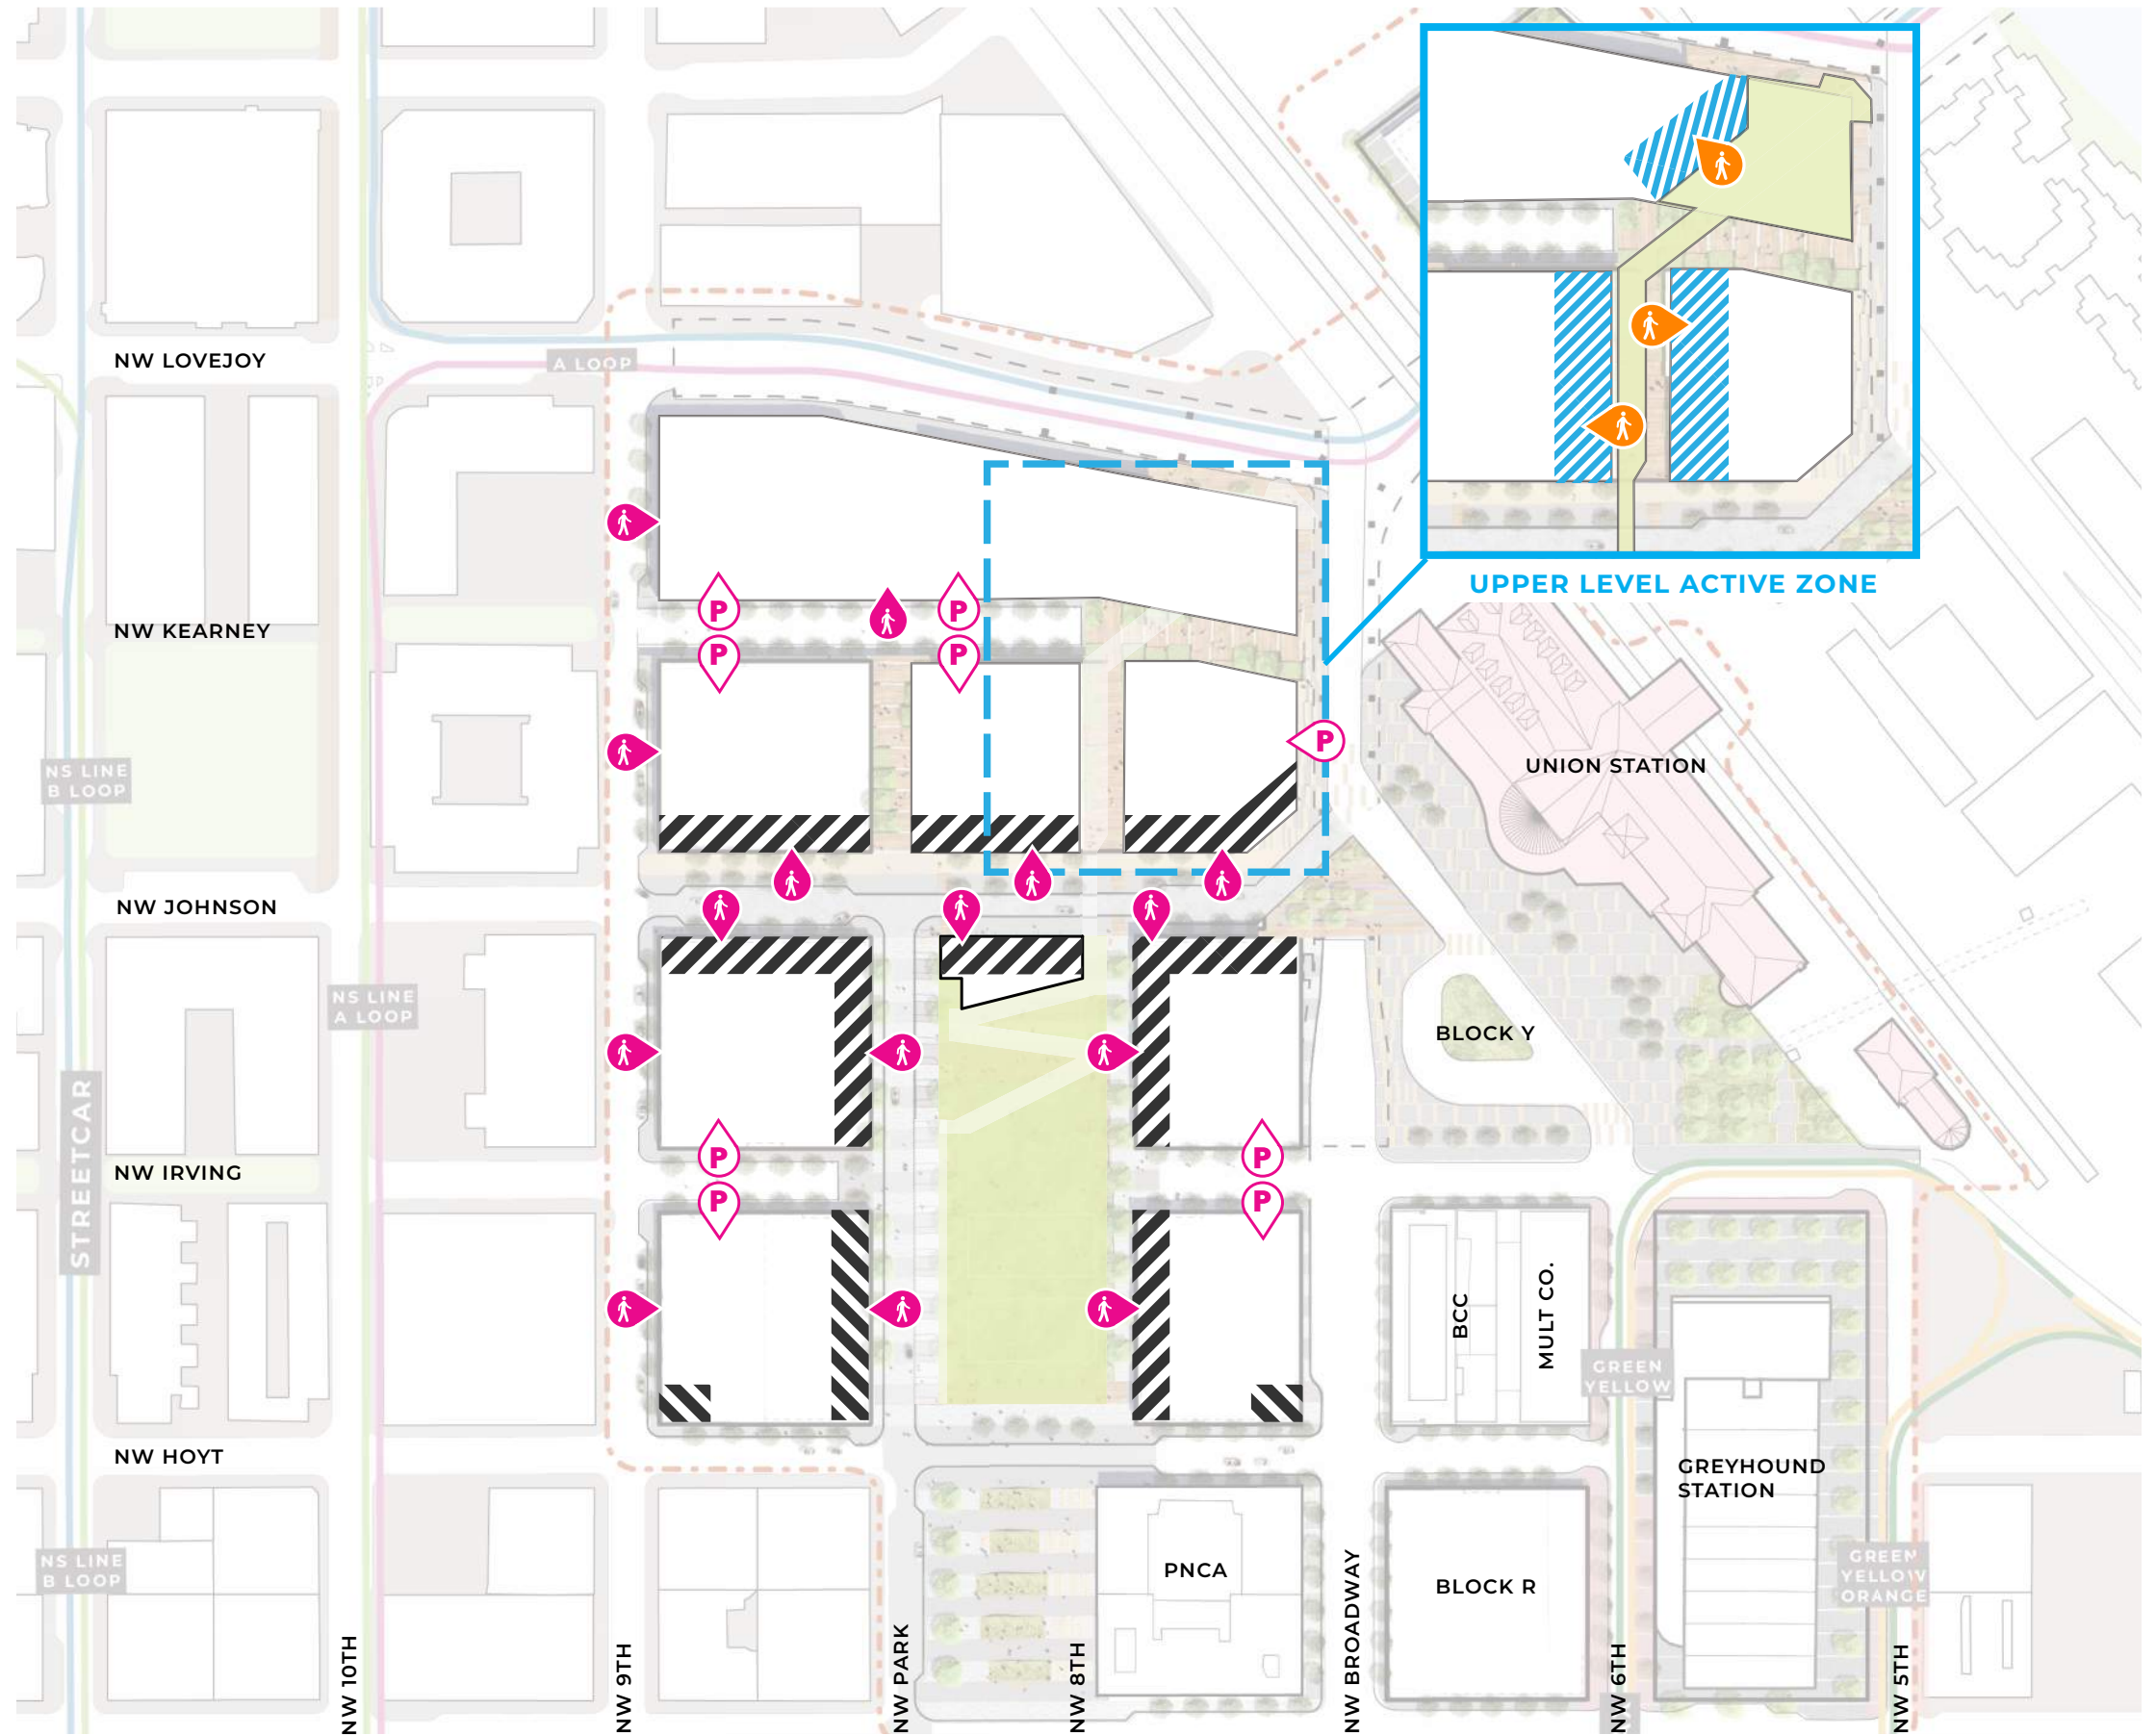 A LOOP
NW LOVEJOY
UPPER LEVEL ACTIVE ZONE
P
P
NW KEARNEY
P
P
P
UNION STATION
NS LINE
B LOOP
NW JOHNSON
NS LINE
A LOOP
BLOCK Y
STREETCAR
P
P
NW IRVING
P
P
BCC
MULT CO.
GREEN
YELLOW
NW HOYT
GREYHOUND
STATION
NS LINE
B LOOP
PNCA
BLOCK R
GREEN
YELLOW
ORANGE
NW 10TH
NW 9TH
NW PARK
NW 8TH
NW BROADWAY
NW 6TH
NW 5TH